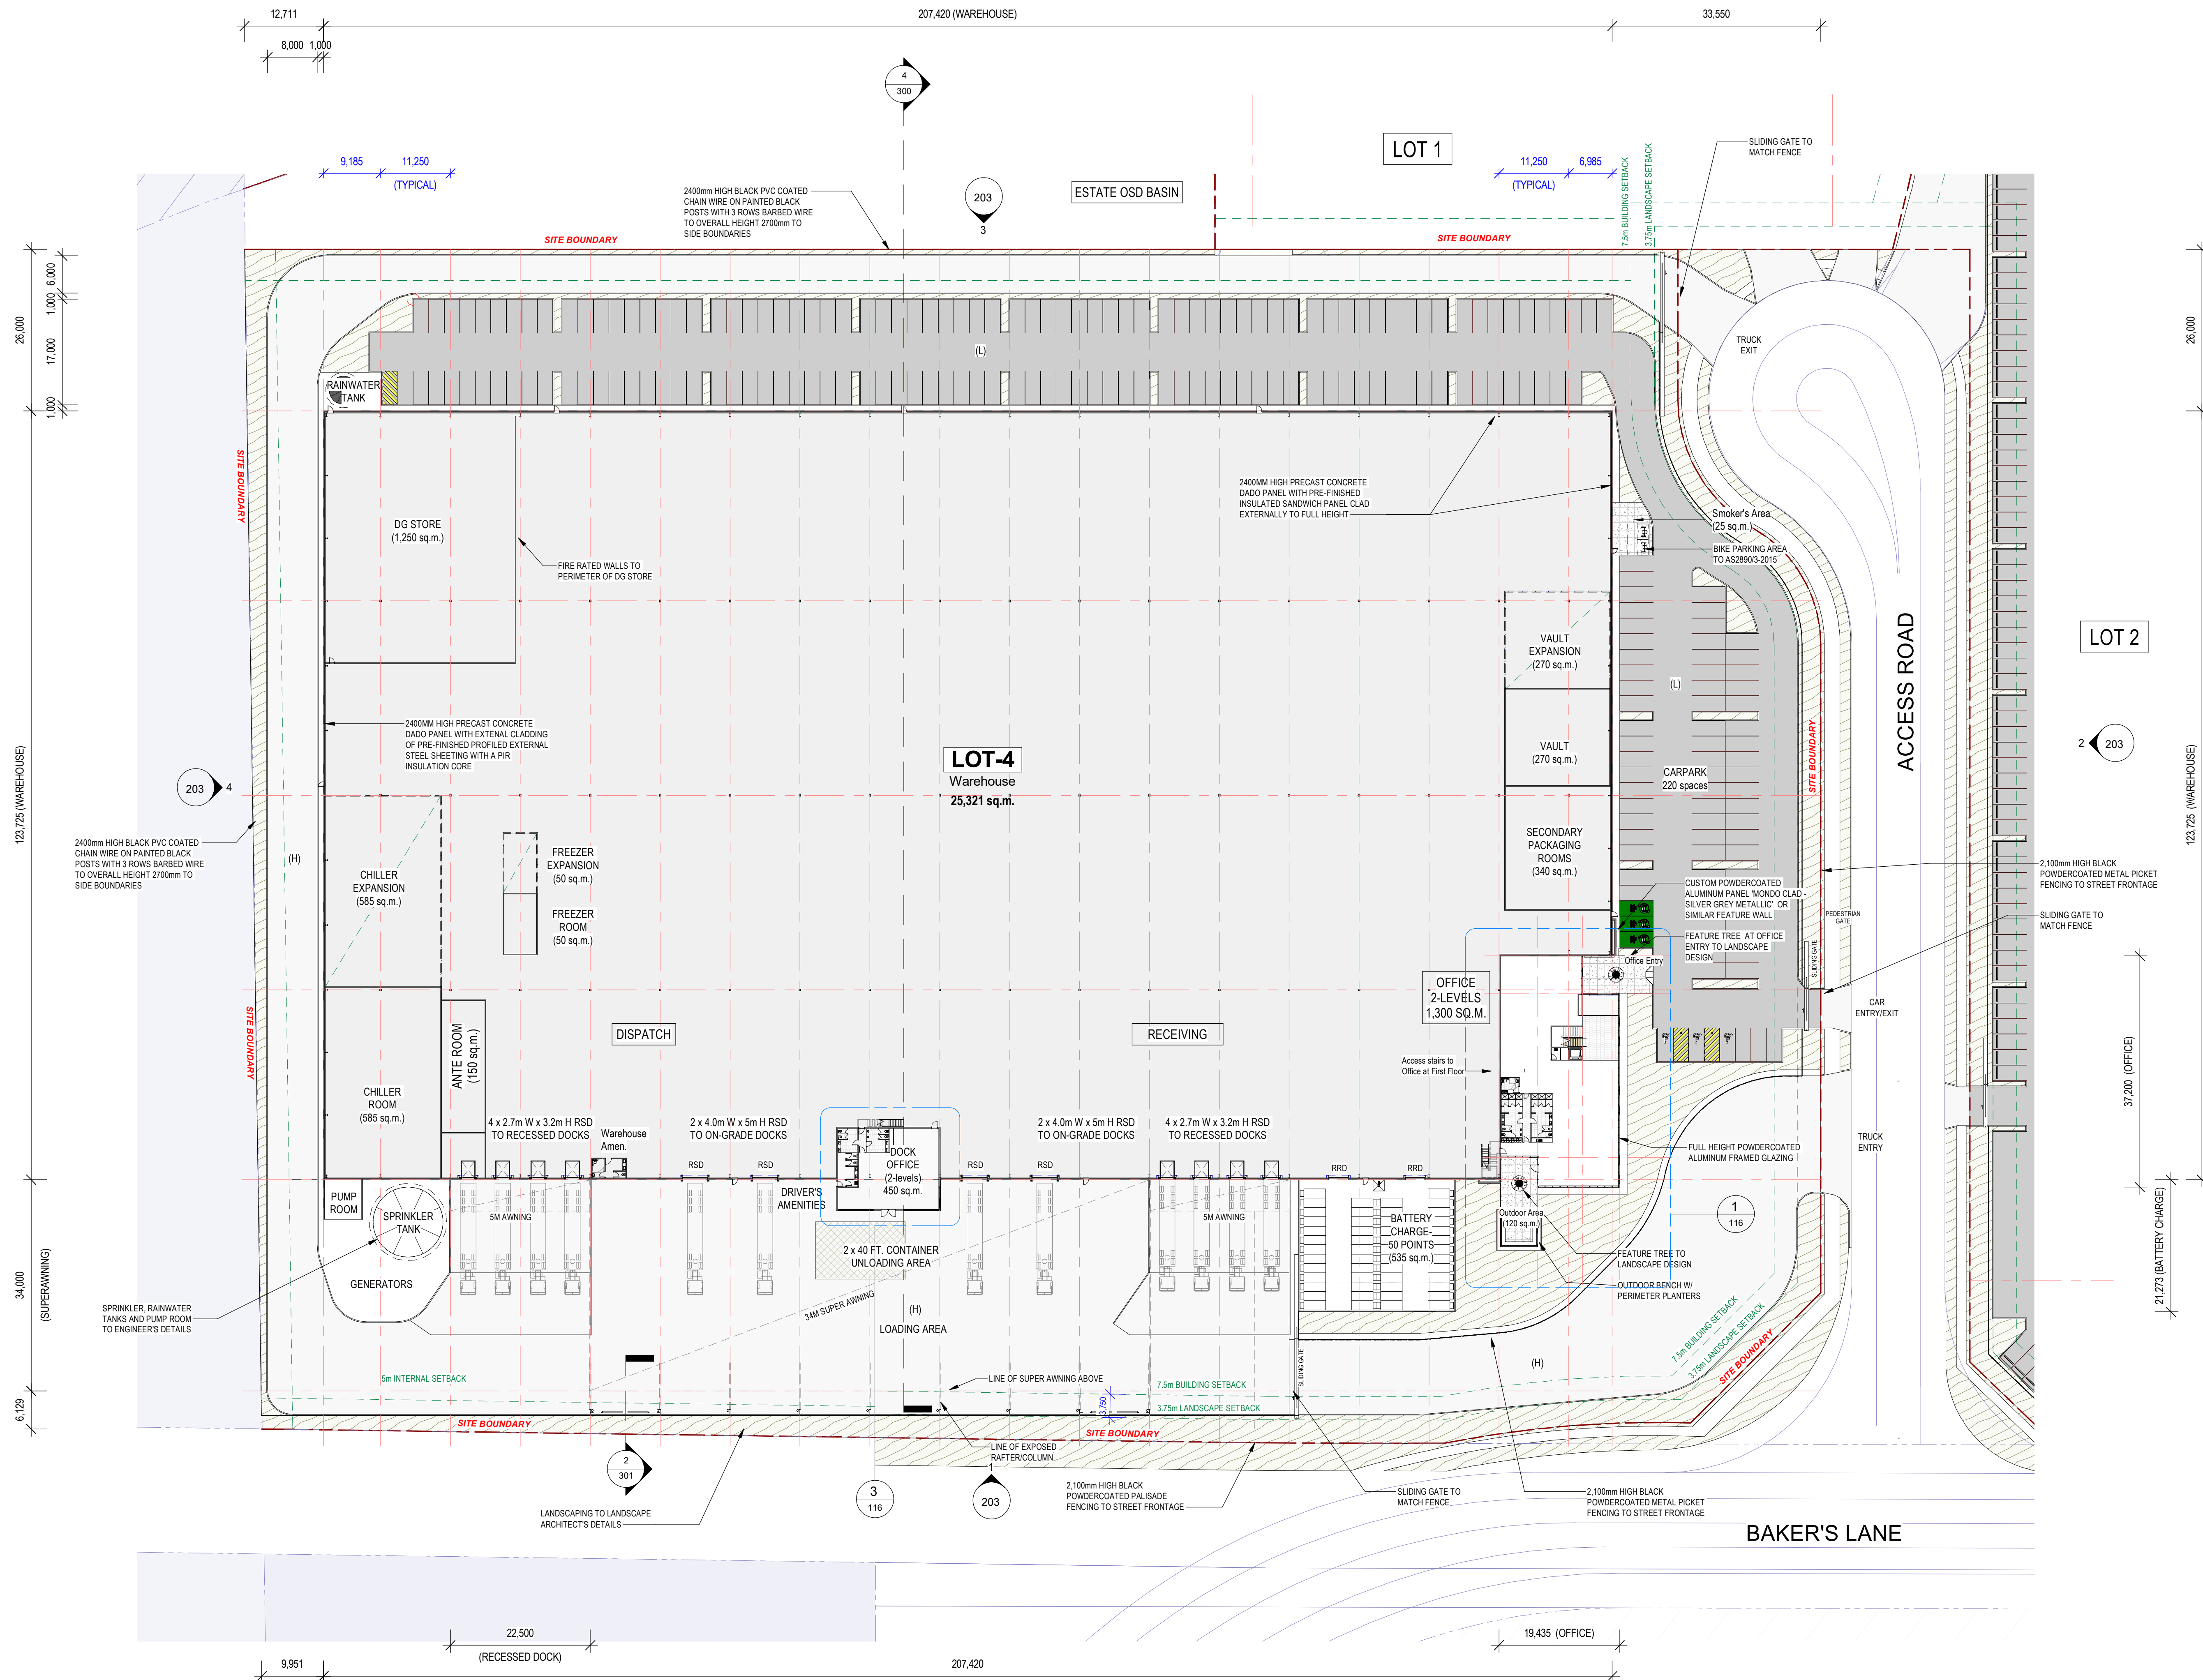 12,711
207,420 (WAREHOUSE)
33,550
8,000
1,000
4
300
LOT 1
9,185
11,250
(TYPICAL)
11,250
6,985
(TYPICAL)
2400mm HIGH BLACK PVC COATED
CHAIN WIRE ON PAINTED BLACK
POSTS WITH 3 ROWS BARBED WIRE
TO OVERALL HEIGHT 2700mm TO
SIDE BOUNDARIES
203
3
ESTATE OSD BASIN
7.5m BUILDING SETBACK
3.75m LANDSCAPE SETBACK
SLIDING GATE TO
MATCH FENCE
SITE BOUNDARY
SITE BOUNDARY
26,000
6,000
1,000
17,000
1,000
26,000
TRUCK
EXIT
(L)
RAINWATER
TANK
SITE BOUNDARY
DG STORE
(1,250 sq.m.)
FIRE RATED WALLS TO
PERIMETER OF DG STORE
2400MM HIGH PRECAST CONCRETE
DADO PANEL WITH PRE-FINISHED
INSULATED SANDWICH PANEL CLAD
EXTERNALLY TO FULL HEIGHT
Smoker's Area
(25 sq.m.)
BIKE PARKING AREA
TO AS2890/3-2015
VAULT
EXPANSION
(270 sq.m.)
(L)
ACCESS ROAD
LOT 2
2
203
SITE BOUNDARY
2400MM HIGH PRECAST CONCRETE
DADO PANEL WITH EXTENAL CLADDING
OF PRE-FINISHED PROFILED EXTERNAL
STEEL SHEETING WITH A PIR
INSULATION CORE
LOT-4
Warehouse
25,321 sq.m.
VAULT
(270 sq.m.)
CARPARK
220 spaces
203
4
123,725 (WAREHOUSE)
123,725 (WAREHOUSE)
2400mm HIGH BLACK PVC COATED
CHAIN WIRE ON PAINTED BLACK
POSTS WITH 3 ROWS BARBED WIRE
TO OVERALL HEIGHT 2700mm TO
SIDE BOUNDARIES
(H)
CHILLER
EXPANSION
(585 sq.m.)
FREEZER
EXPANSION
(50 sq.m.)
FREEZER
ROOM
(50 sq.m.)
SECONDARY
PACKAGING
ROOMS
(340 sq.m.)
CUSTOM POWDERCOATED
ALUMINUM PANEL 'MONDO CLAD -
SILVER GREY METALLIC' OR
SIMILAR FEATURE WALL
2,100mm HIGH BLACK
POWDERCOATED METAL PICKET
FENCING TO STREET FRONTAGE
PEDESTRIAN
GATE
SLIDING GATE TO
MATCH FENCE
FEATURE TREE AT OFFICE
ENTRY TO LANDSCAPE
DESIGN
Office Entry
SLIDING GATE
CAR
ENTRY/EXIT
OFFICE
2-LEVELS
1,300 SQ.M.
SITE BOUNDARY
ANTE ROOM
(150 sq.m.)
DISPATCH
RECEIVING
Access stairs to
Office at First Floor
37,200 (OFFICE)
CHILLER
ROOM
(585 sq.m.)
4 x 2.7m W x 3.2m H RSD
TO RECESSED DOCKS
Warehouse
Amen.
2 x 4.0m W x 5m H RSD
TO ON-GRADE DOCKS
2 x 4.0m W x 5m H RSD
TO ON-GRADE DOCKS
4 x 2.7m W x 3.2m H RSD
TO RECESSED DOCKS
DOCK
OFFICE
(2-levels)
450 sq.m.
TRUCK
ENTRY
FULL HEIGHT POWDERCOATED
ALUMINUM FRAMED GLAZING
RSD
RSD
RSD
RSD
RRD
RRD
PUMP
ROOM
SPRINKLER
TANK
5M AWNING
DRIVER'S
AMENITIES
5M AWNING
BATTERY
CHARGE-
50 POINTS
(535 sq.m.)
Outdoor Area
(120 sq.m.)
1
116
21,273 (BATTERY CHARGE)
2 x 40 FT. CONTAINER
UNLOADING AREA
FEATURE TREE TO
LANDSCAPE DESIGN
OUTDOOR BENCH W/
PERIMETER PLANTERS
GENERATORS
34,000
(SUPERAWNING)
SPRINKLER, RAINWATER
TANKS AND PUMP ROOM
TO ENGINEER'S DETAILS
34M SUPER AWNING
(H)
LOADING AREA
SLIDING GATE
(H)
7.5m BUILDING SETBACK
3.75m LANDSCAPE SETBACK
SITE BOUNDARY
5m INTERNAL SETBACK
LINE OF SUPER AWNING ABOVE
7.5m BUILDING SETBACK
3,750
3.75m LANDSCAPE SETBACK
6,129
SITE BOUNDARY
SITE BOUNDARY
LINE OF EXPOSED
RAFTER/COLUMN
2
301
3
116
1
203
2,100mm HIGH BLACK
POWDERCOATED PALISADE
FENCING TO STREET FRONTAGE
SLIDING GATE TO
MATCH FENCE
2,100mm HIGH BLACK
POWDERCOATED METAL PICKET
FENCING TO STREET FRONTAGE
LANDSCAPING TO LANDSCAPE
ARCHITECT'S DETAILS
BAKER'S LANE
22,500
(RECESSED DOCK)
19,435 (OFFICE)
9,951
207,420